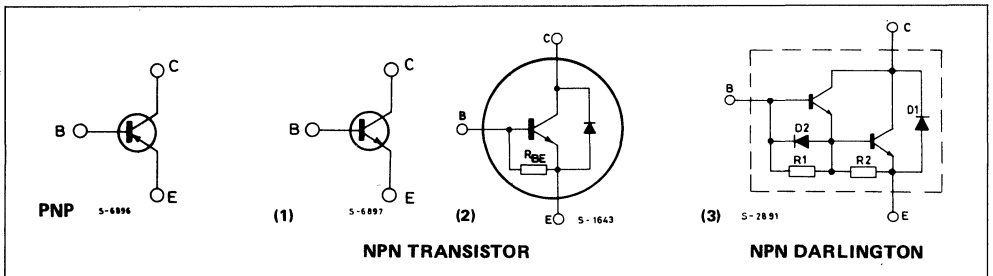 C
B
E
PNP S-6896
C
B
E
(1) S-6897
C
B
RBE
E
(2) S-1643
NPN TRANSISTOR
C
B
D1
D2
R1 R2
E
(3) S-2891
NPN DARLINGTON